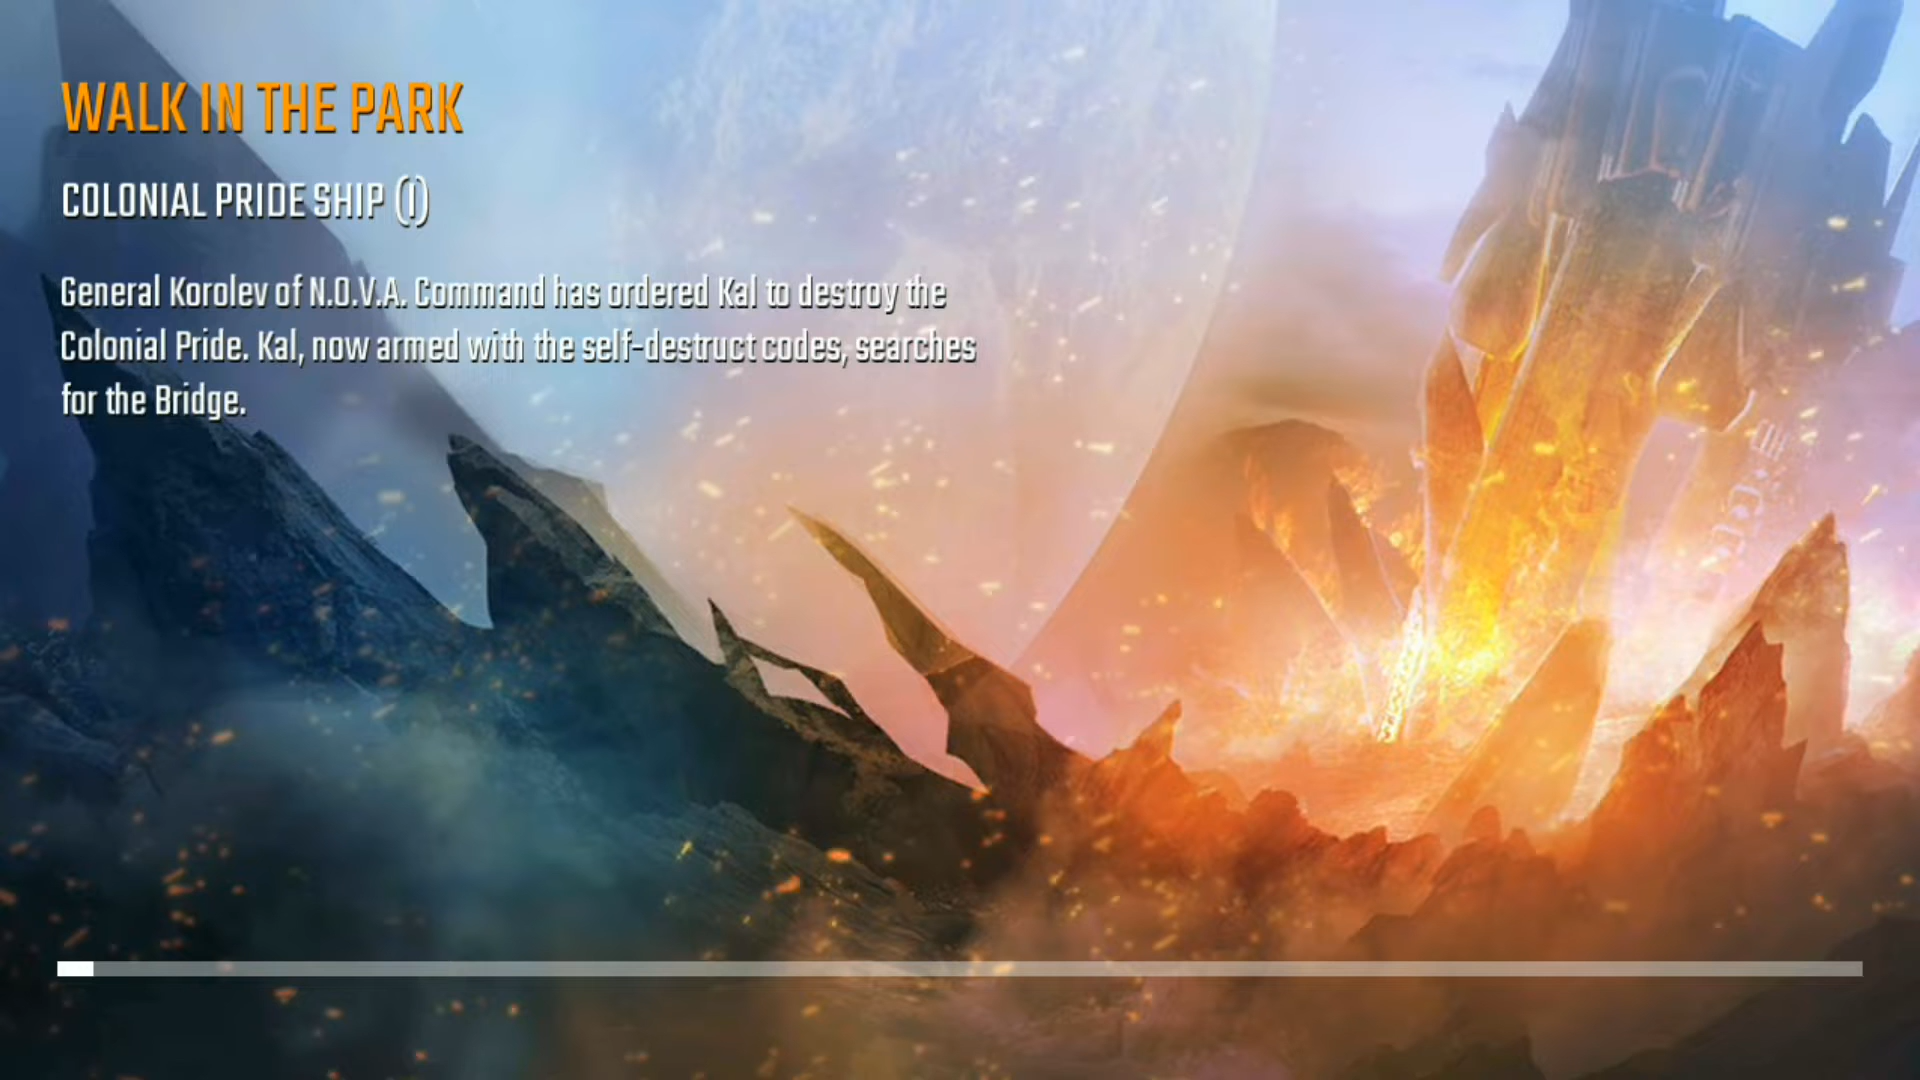 WALK IN THE PARK
COLONIAL PRIDE SHIP (I)
General Korolev of N.O.V.A. Command has ordered Kal to destroy the
Colonial Pride. Kal, now armed with the self-destruct codes, searches
for the Bridge.